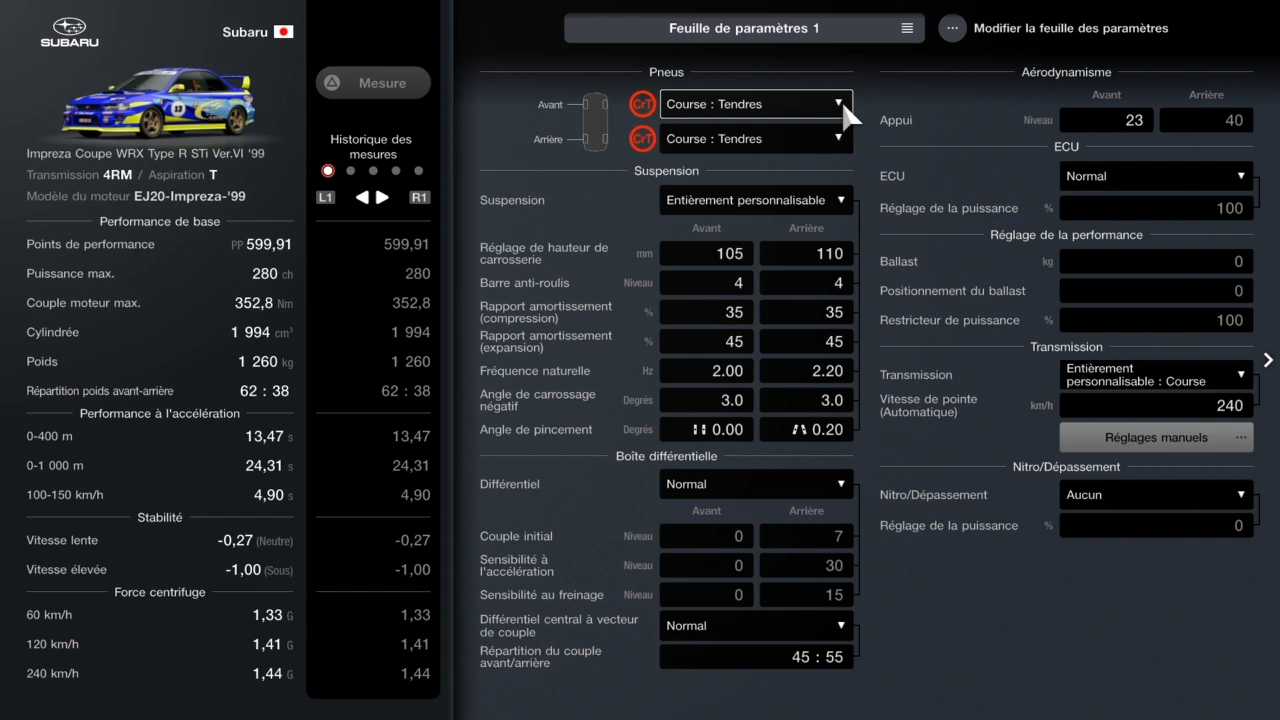 SUBARU
Subaru
Impreza Coupe WRX Type R STi Ver.VI '99
Transmission 4RM / Aspiration T
Modèle du moteur EJ20-Impreza-'99
Performance de base
Points de performance PP 599,91
Puissance max. 280 ch
Couple moteur max. 352,8 Nm
Cylindrée 1 994 cm³
Poids 1 260 kg
Répartition poids avant-arrière 62 : 38
Performance à l'accélération
0-400 m 13,47 s
0-1 000 m 24,31 s
100-150 km/h 4,90 s
Stabilité
Vitesse lente -0,27 (Neutre)
Vitesse élevée -1,00 (Sous)
Force centrifuge
60 km/h 1,33 G
120 km/h 1,41 G
240 km/h 1,44 G
Mesure
Historique des
mesures
L1 R1
599,91
280
352,8
1 994
1 260
62 : 38
13,47
24,31
4,90
-0,27
-1,00
1,33
1,41
1,44
Feuille de paramètres 1
Modifier la feuille des paramètres
Pneus
Avant CrT Course : Tendres
Arrière CrT Course : Tendres
Suspension
Suspension Entièrement personnalisable
Avant Arrière
Réglage de hauteur de
carrosserie mm 105 110
Barre anti-roulis Niveau 4 4
Rapport amortissement
(compression) % 35 35
Rapport amortissement
(expansion) % 45 45
Fréquence naturelle Hz 2.00 2.20
Angle de carrossage
négatif Degrés 3.0 3.0
Angle de pincement Degrés 0.00 0.20
Boîte différentielle
Différentiel Normal
Avant Arrière
Couple initial Niveau 0 7
Sensibilité à
l'accélération Niveau 0 30
Sensibilité au freinage Niveau 0 15
Différentiel central à vecteur
de couple Normal
Répartition du couple
avant/arrière 45 : 55
Aérodynamisme
Avant Arrière
Appui Niveau 23 40
ECU
ECU Normal
Réglage de la puissance % 100
Réglage de la performance
Ballast kg 0
Positionnement du ballast 0
Restricteur de puissance % 100
Transmission
Transmission Entièrement
personnalisable : Course
Vitesse de pointe
(Automatique) km/h 240
Réglages manuels
Nitro/Dépassement
Nitro/Dépassement Aucun
Réglage de la puissance % 0